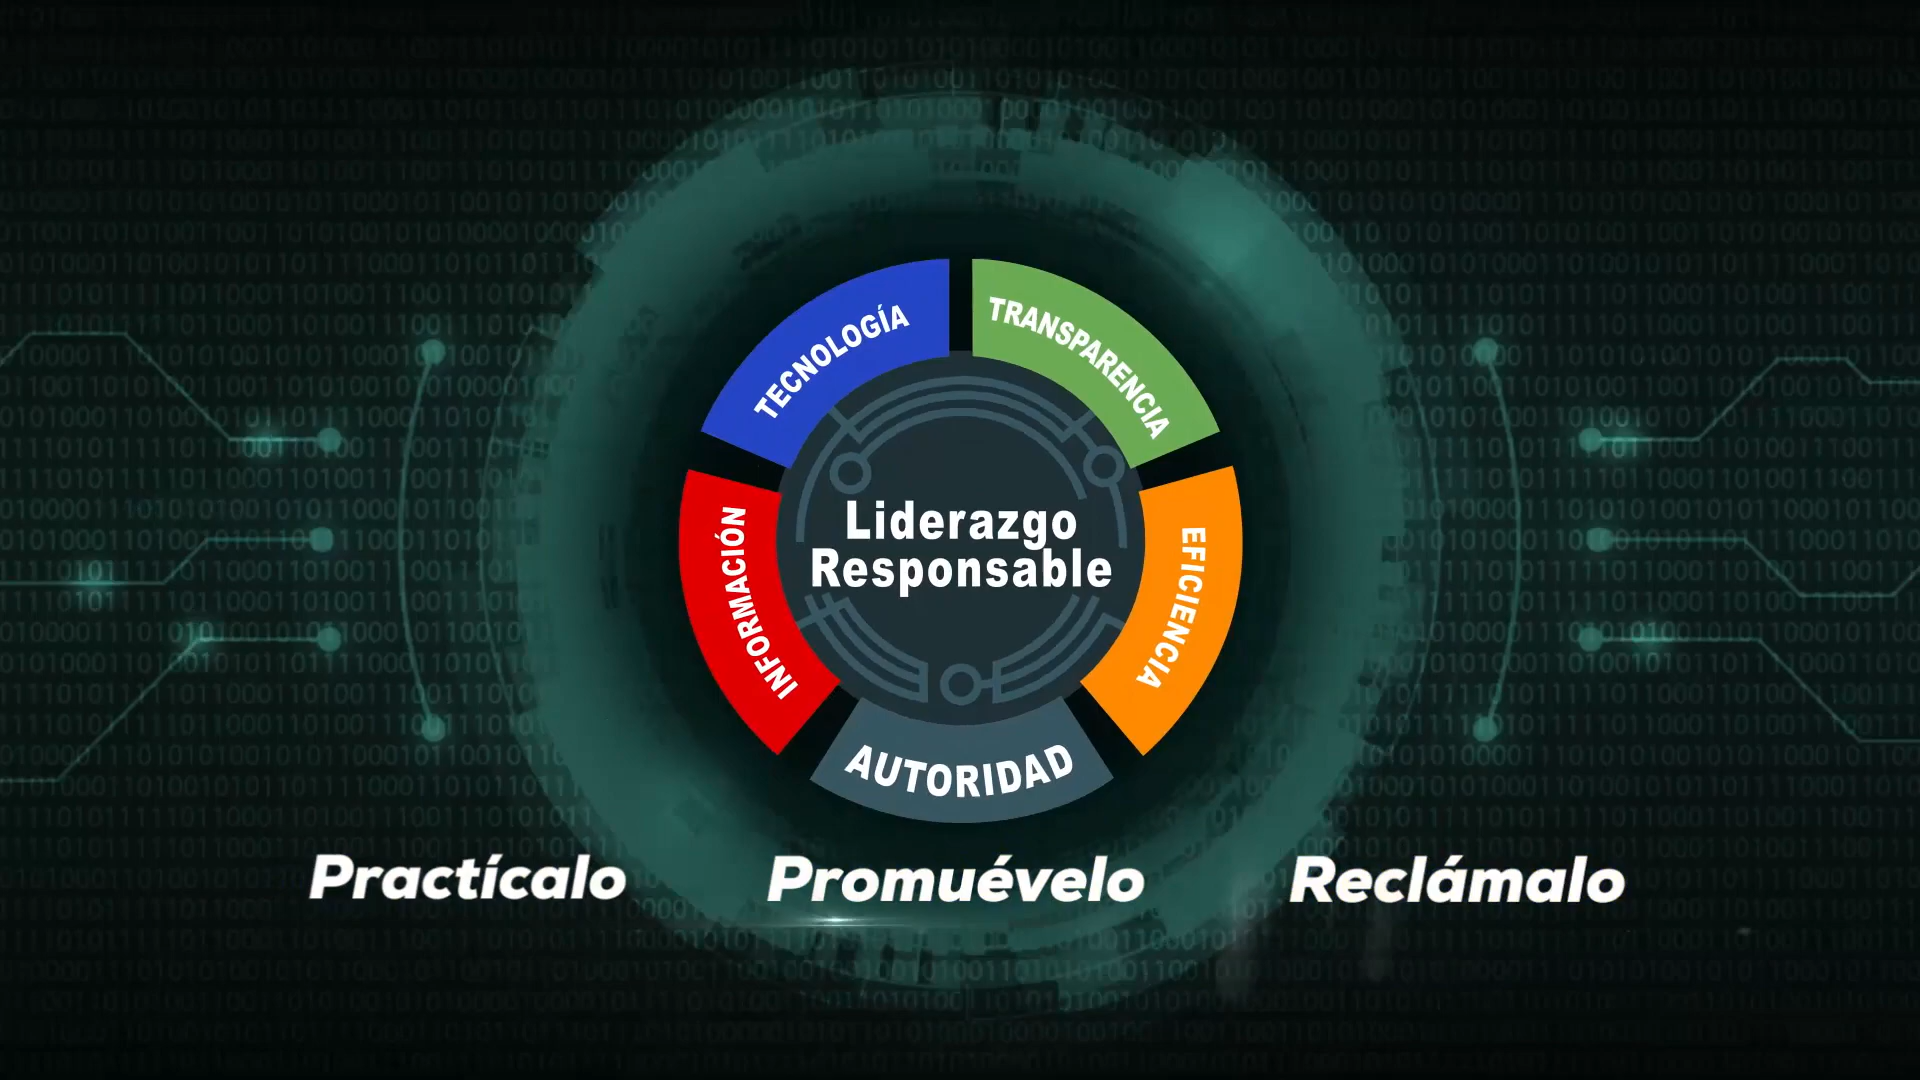 TECNOLOGÍA
TRANSPARENCIA
INFORMACIÓN
Liderazgo
Responsable
EFICIENCIA
AUTORIDAD
Practícalo
Promuévelo
Reclámalo